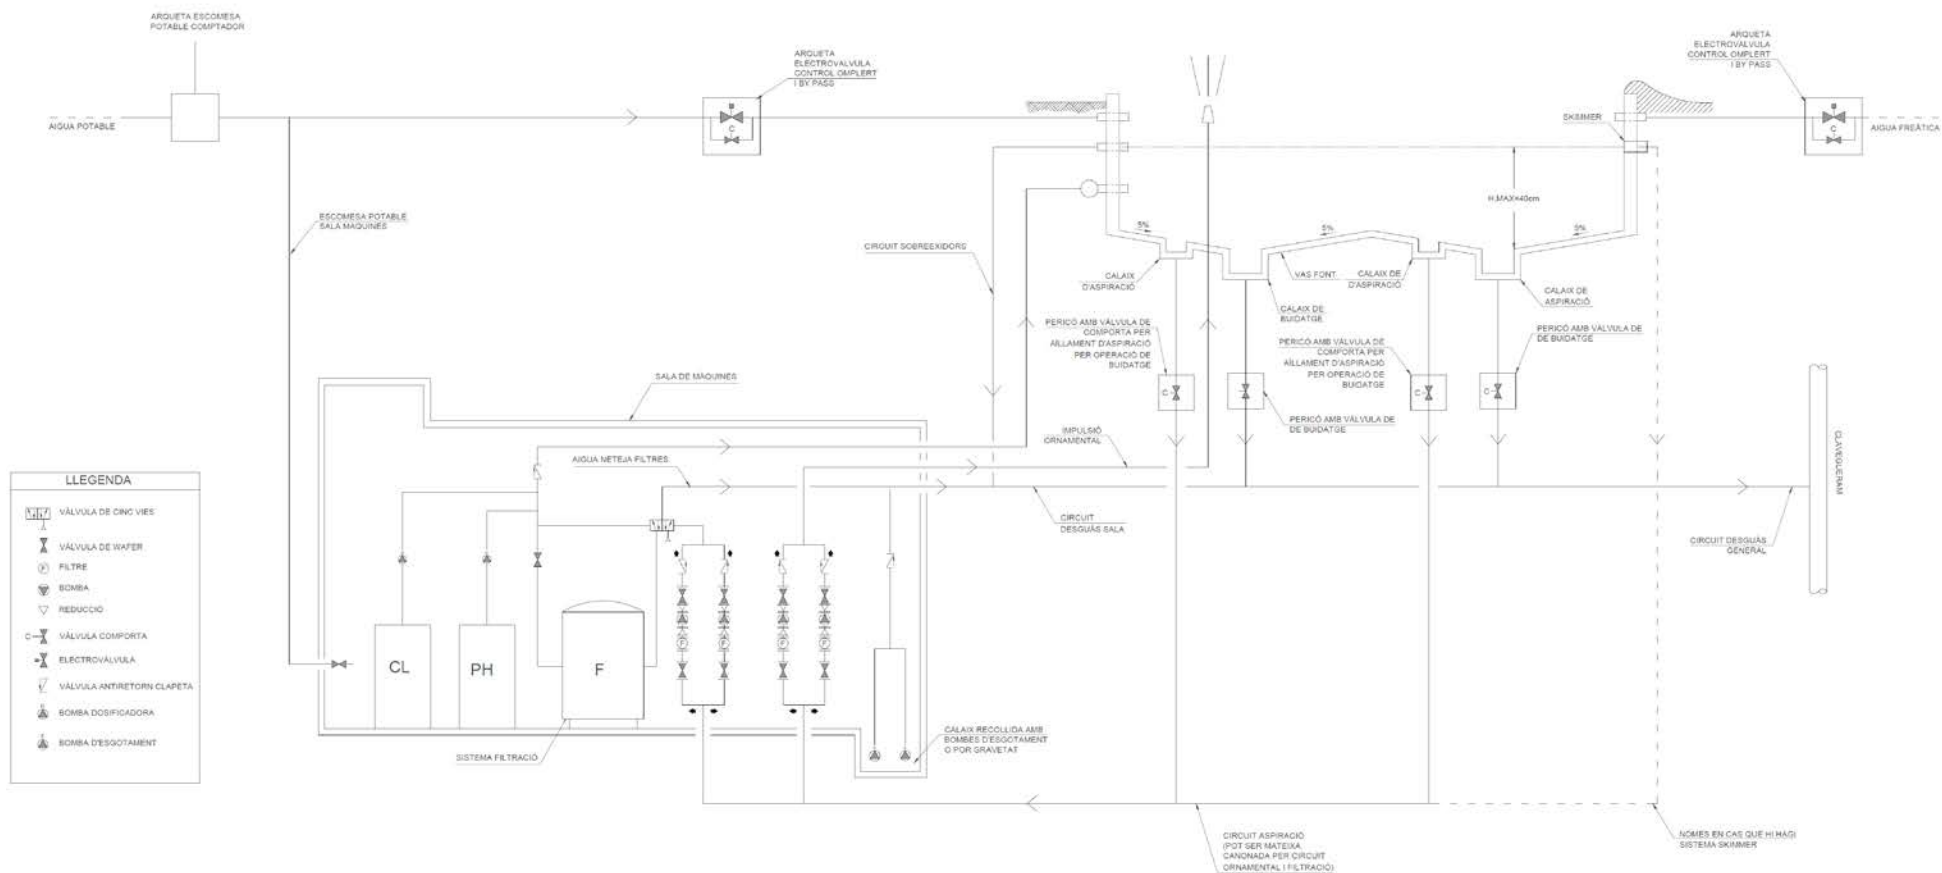 ARQUETA ESCOMESA
POTABLE COMPTADOR
AIGUA POTABLE
ARQUETA
ELECTROVALVULA
CONTROL OMPLERT
I BY PASS
C
ARQUETA
ELECTROVALVULA
CONTROL OMPLERT
I BY PASS
C
SKIMMER
AIGUA FREÀTICA
ESCOMESA POTABLE
SALA MAQUINES
CIRCUIT SOBREEXIDORS
H.MAX=40cm
5%
5%
5%
CALAIX
D'ASPIRACIÓ
VAS FONT
CALAIX DE
D'ASPIRACIÓ
CALAIX DE
BUIDATGE
CALAIX DE
ASPIRACIÓ
PERICÓ AMB VÀLVULA DE
COMPORTA PER
AÏLLAMENT D'ASPIRACIÓ
PER OPERACIÓ DE
BUIDATGE
C
PERICÓ AMB VÀLVULA DE
COMPORTA PER
AÏLLAMENT D'ASPIRACIÓ
PER OPERACIÓ DE
BUIDATGE
C
PERICÓ AMB VÀLVULA DE
DE BUIDATGE
C
PERICÓ AMB VÀLVULA DE
DE BUIDATGE
SALA DE MÀQUINES
IMPULSIÓ
ORNAMENTAL
AIGUA NETEJA FILTRES
CIRCUIT
DESGUÀS SALA
CIRCUIT DESGUÀS
GENERAL
CLAVEGUERAM
LLEGENDA
VÀLVULA DE CINC VIES
VÀLVULA DE WAFER
F FILTRE
BOMBA
REDUCCIÓ
C VÀLVULA COMPORTA
ELECTROVÀLVULA
VÀLVULA ANTIRETORN CLAPETA
BOMBA DOSIFICADORA
BOMBA D'ESGOTAMENT
CL
PH
F
F
F
F
F
SISTEMA FILTRACIÓ
CALAIX RECOLLIDA AMB
BOMBES D'ESGOTAMENT
O POR GRAVETAT
CIRCUIT ASPIRACIÓ
(POT SER MATEIXA
CANONADA PER CIRCUIT
ORNAMENTAL I FILTRACIÓ)
NOMES EN CAS QUE HI HAGI
SISTEMA SKIMMER